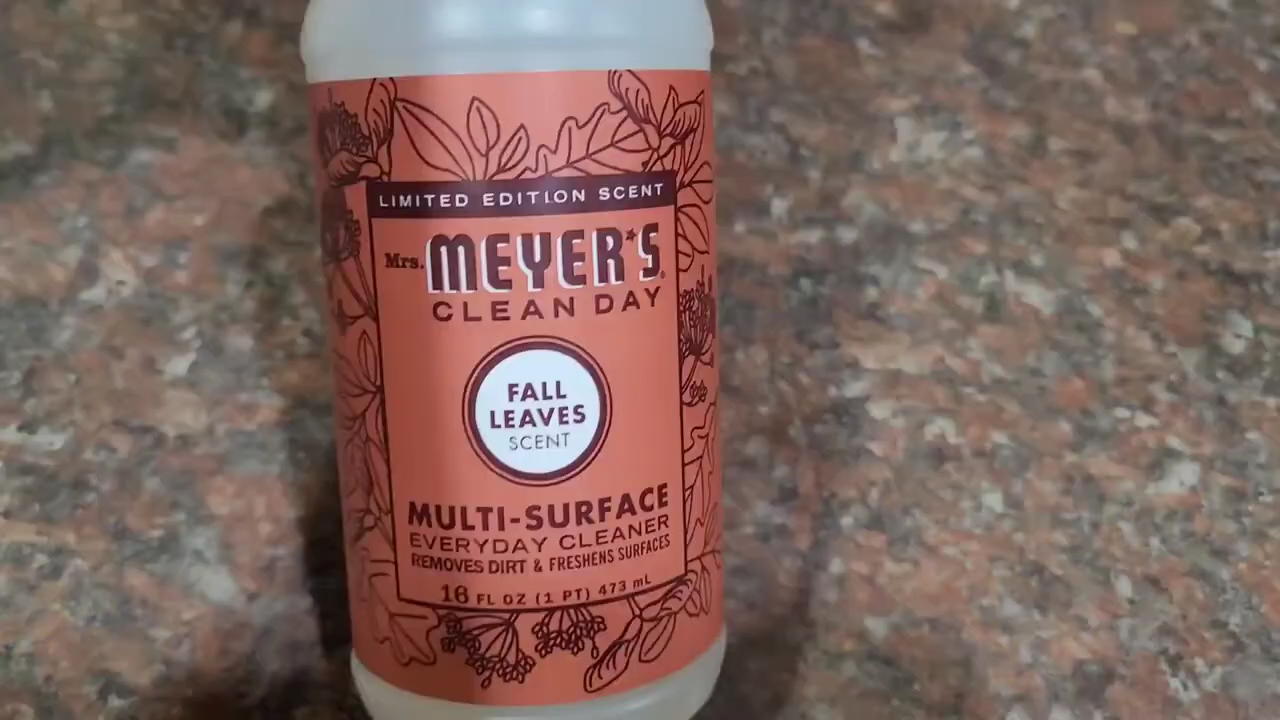 LIMITED EDITION SCENT
Mrs. MEYER'S®
CLEAN DAY
FALL
LEAVES
SCENT
MULTI-SURFACE
EVERYDAY CLEANER
REMOVES DIRT & FRESHENS SURFACES
16 FL OZ (1 PT) 473 mL